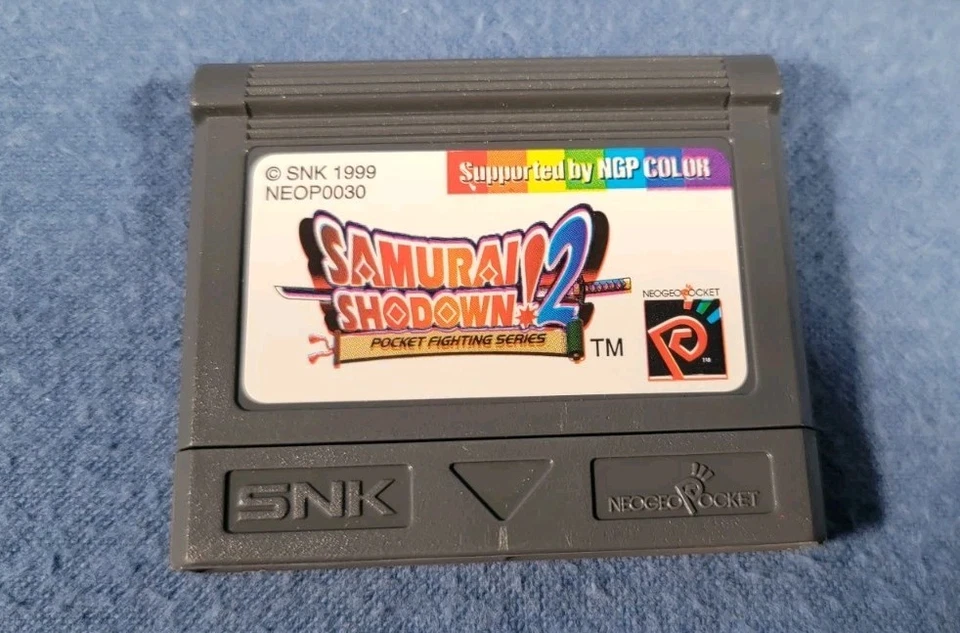 © SNK 1999
NEOP0030
Supported by NGP COLOR
SAMURAI
SHODOWN! 2
POCKET FIGHTING SERIES
TM
NEOGEO POCKET
TM
SNK
NEOGEO POCKET